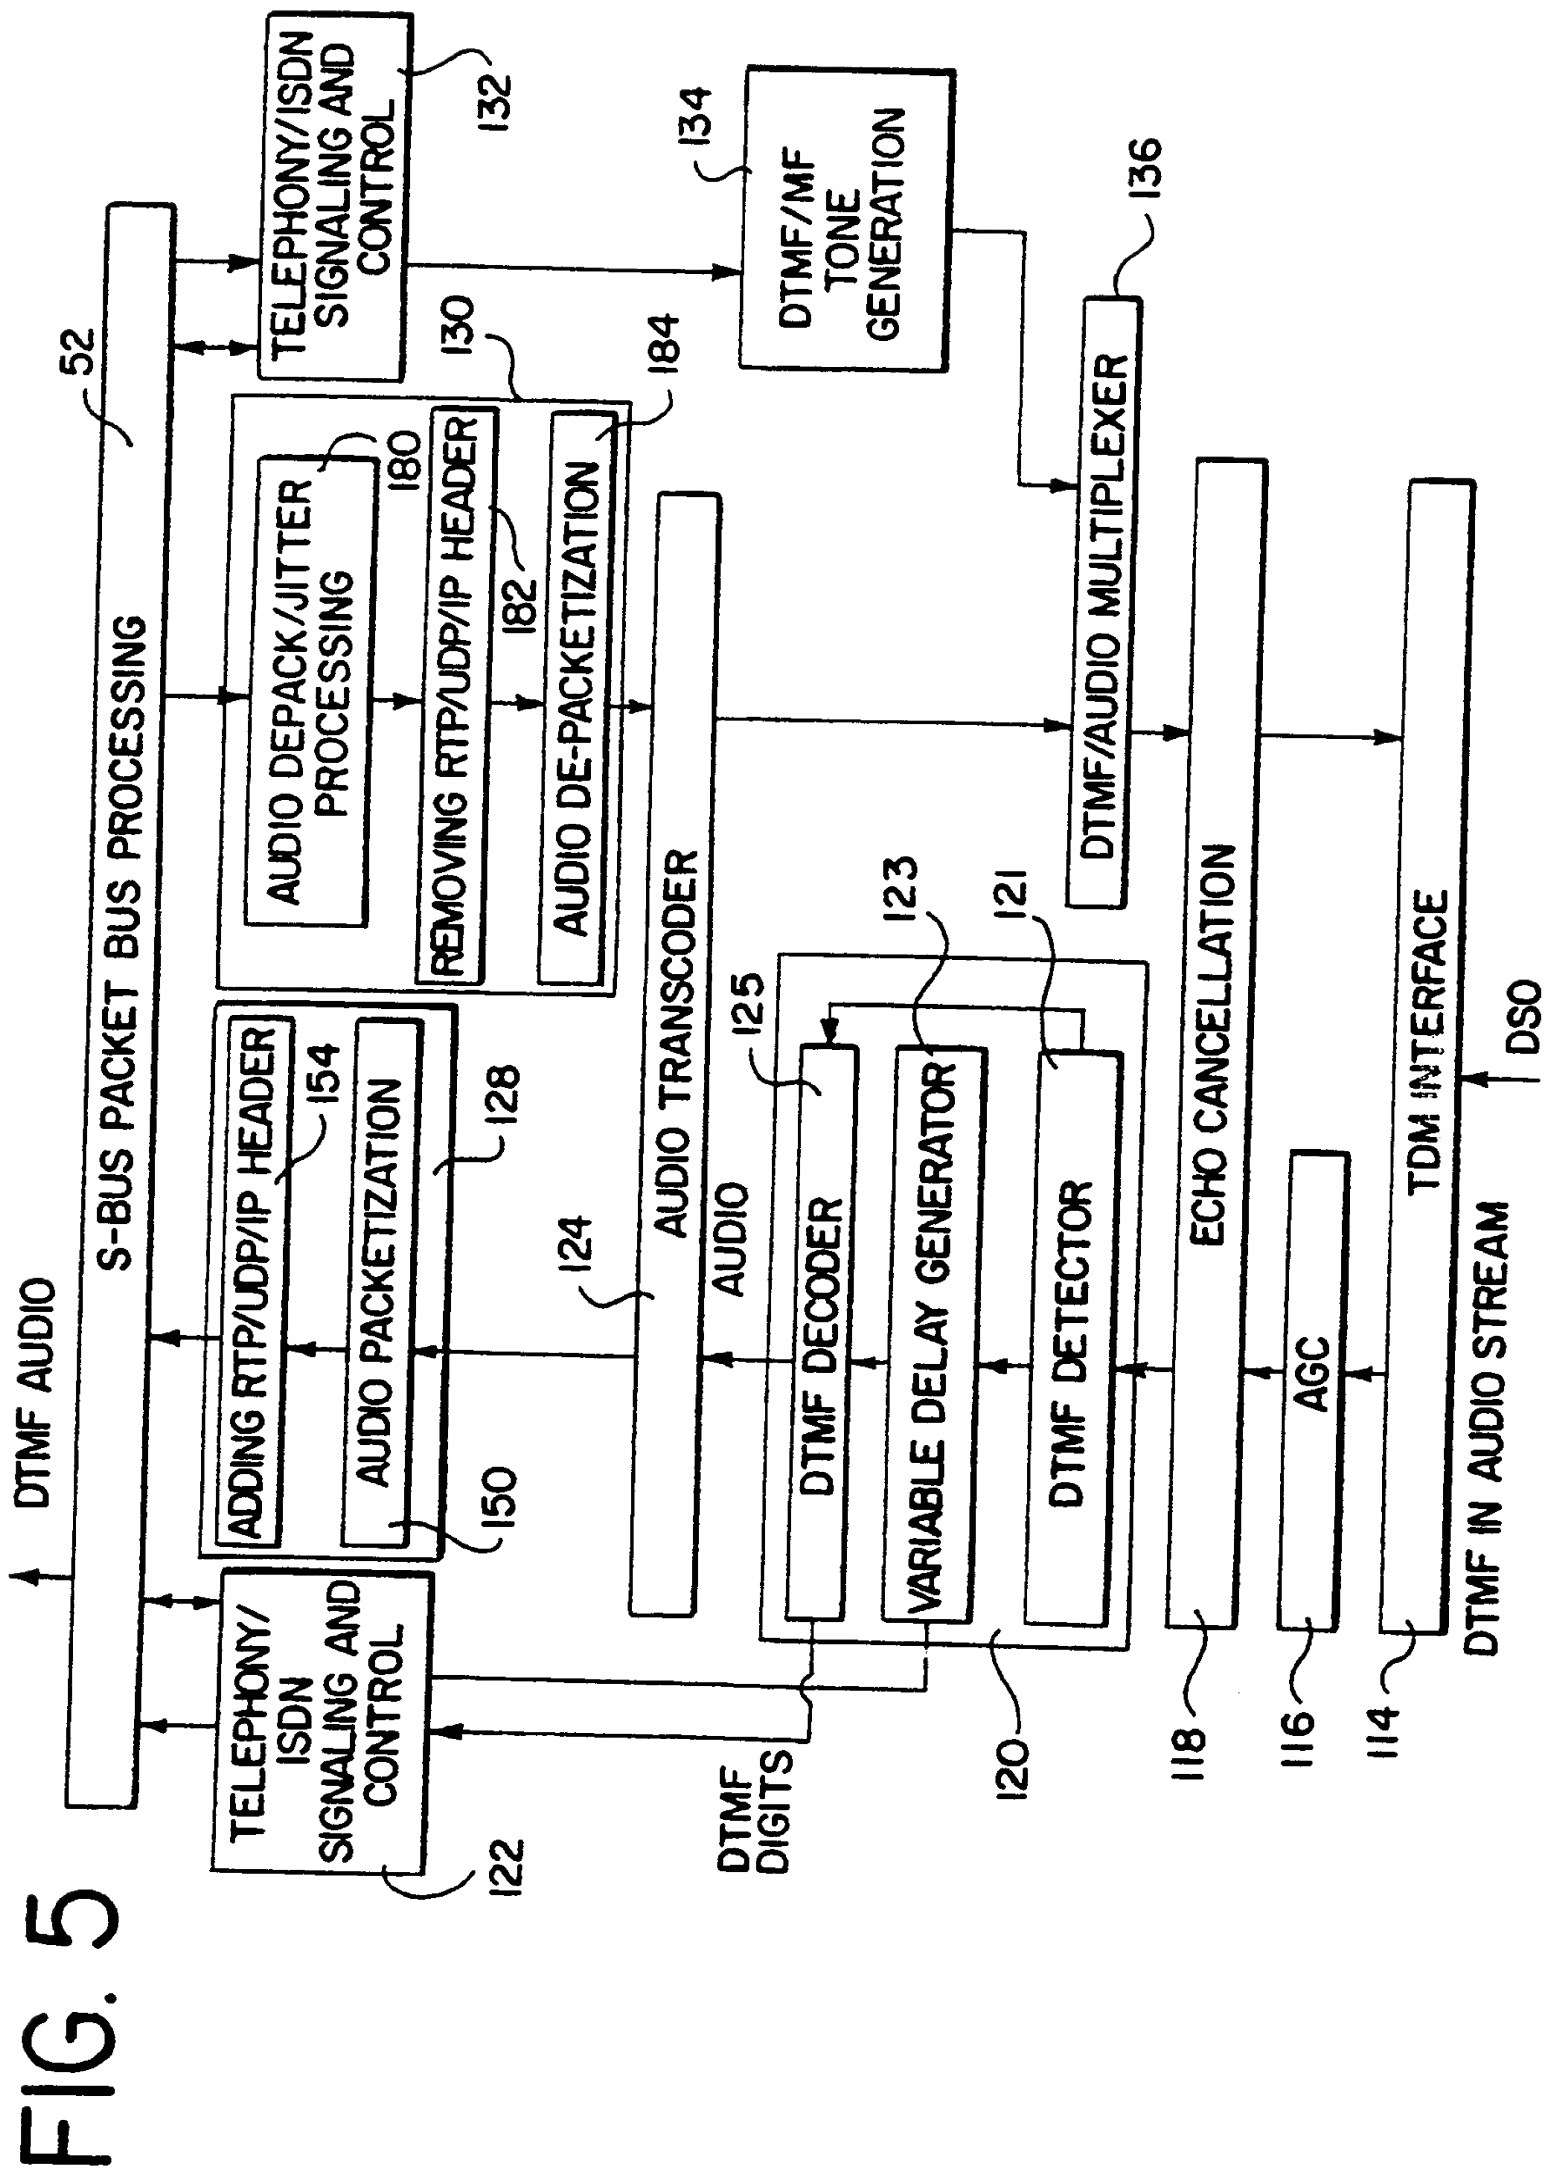 FIG. 5
DTMF AUDIO
52
S-BUS PACKET BUS PROCESSING
TELEPHONY/
ISDN
SIGNALING AND
CONTROL
122
ADDING RTP/UDP/IP HEADER
154
AUDIO PACKETIZATION
150
128
AUDIO DEPACK/JITTER
PROCESSING
180
REMOVING RTP/UDP/IP HEADER
182
AUDIO DE-PACKETIZATION
184
130
TELEPHONY/ISDN
SIGNALING AND
CONTROL
132
124
AUDIO TRANSCODER
AUDIO
DTMF
DIGITS
DTMF DECODER
125
VARIABLE DELAY GENERATOR
123
DTMF DETECTOR
121
120
134
DTMF/MF
TONE
GENERATION
DTMF/AUDIO MULTIPLEXER
136
ECHO CANCELLATION
118
AGC
116
TDM INTERFACE
114
DTMF IN AUDIO STREAM
DSO